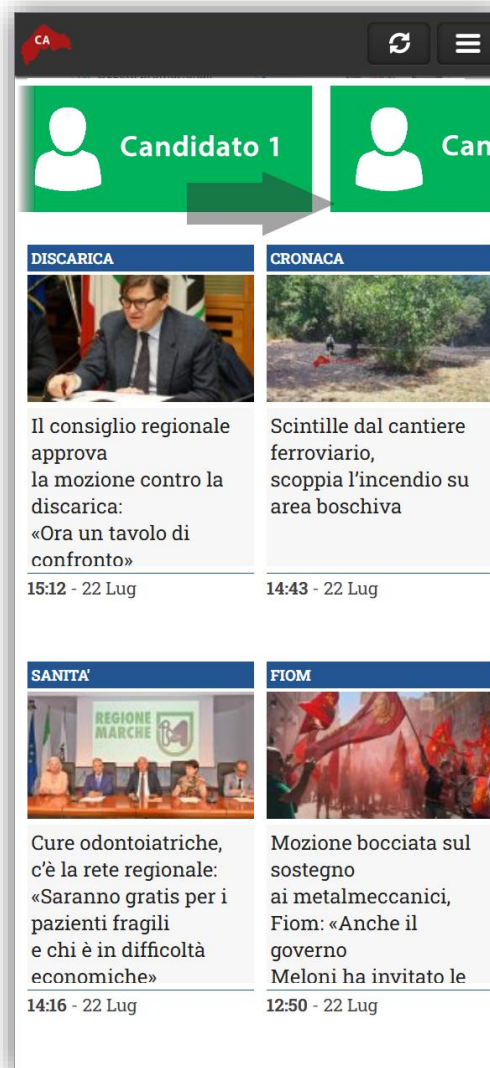 CA
Candidato 1
Can
DISCARICA
Il consiglio regionale
approva
la mozione contro la
discarica:
«Ora un tavolo di
confronto»
15:12 - 22 Lug
CRONACA
Scintille dal cantiere
ferroviario,
scoppia l’incendio su
area boschiva
14:43 - 22 Lug
SANITA'
REGIONE
MARCHE
Cure odontoiatriche,
c’è la rete regionale:
«Saranno gratis per i
pazienti fragili
e chi è in difficoltà
economiche»
14:16 - 22 Lug
FIOM
Mozione bocciata sul
sostegno
ai metalmeccanici,
Fiom: «Anche il
governo
Meloni ha invitato le
12:50 - 22 Lug